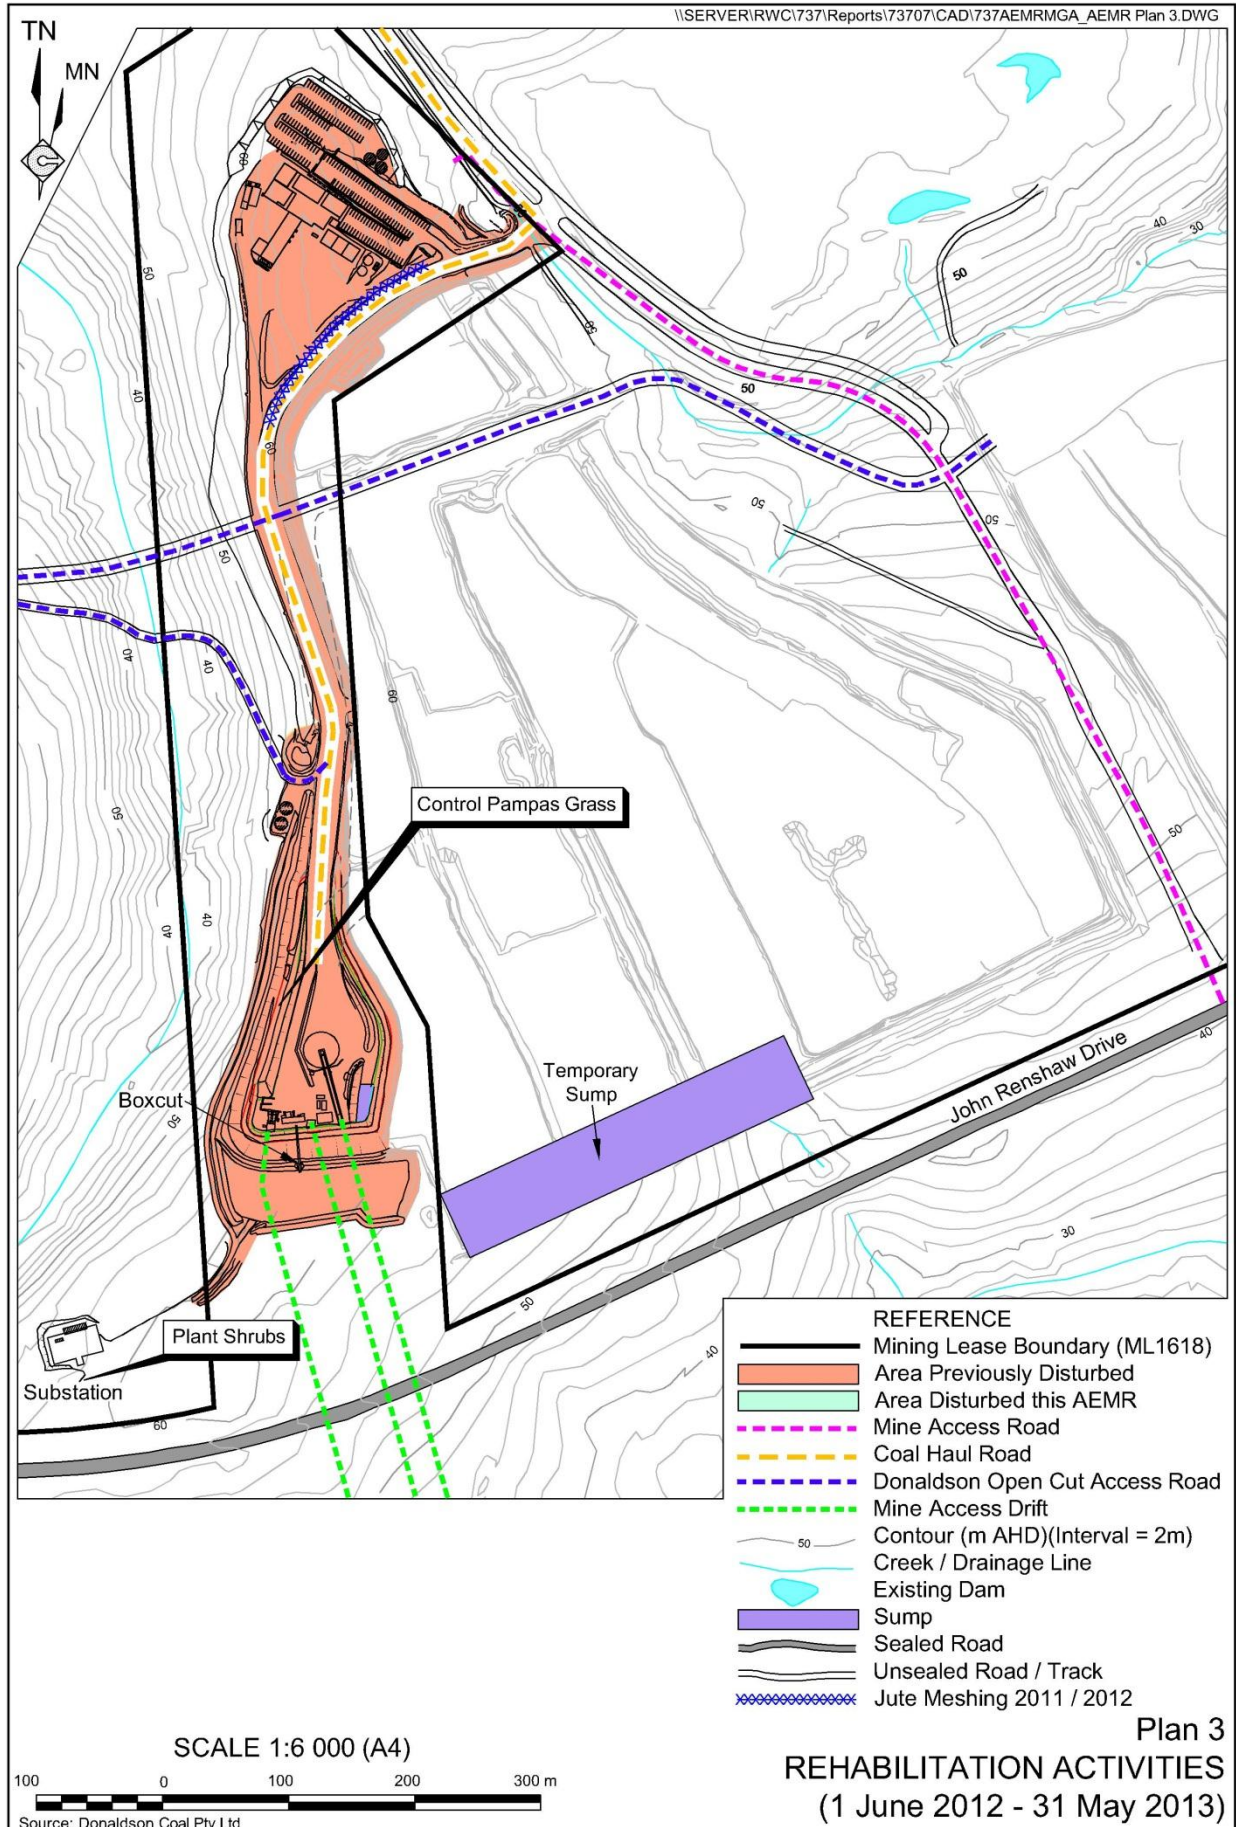 \\SERVER\RWC\737\Reports\73707\CAD\737AEMRMGA_AEMR Plan 3.DWG
TN
MN
60
50
40
30
40
50
50
50
40
60
50
50
50
40
40
60
50
50
40
40
Control Pampas Grass
Temporary
Sump
John Renshaw Drive
40
Boxcut
50
30
50
40
Plant Shrubs
Substation
60
REFERENCE
Mining Lease Boundary (ML1618)
Area Previously Disturbed
Area Disturbed this AEMR
Mine Access Road
Coal Haul Road
Donaldson Open Cut Access Road
Mine Access Drift
50
Contour (m AHD)(Interval = 2m)
Creek / Drainage Line
Existing Dam
Sump
Sealed Road
Unsealed Road / Track
Jute Meshing 2011 / 2012
Plan 3
REHABILITATION ACTIVITIES
(1 June 2012 - 31 May 2013)
SCALE 1:6 000 (A4)
100 0 100 200 300 m
Source: Donaldson Coal Pty Ltd